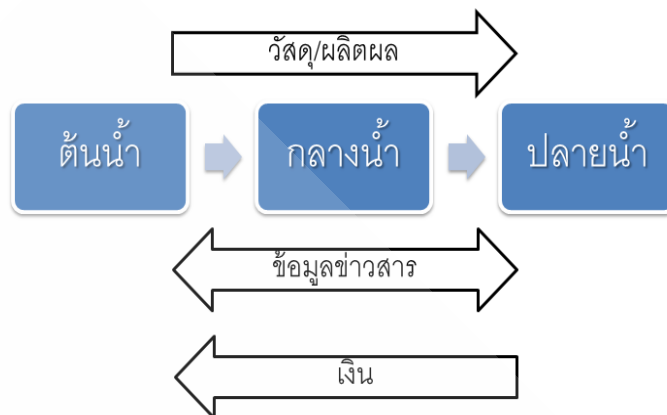 วัสดุ/ผลิตผล
ต้นน้ำ
กลางน้ำ
ปลายน้ำ
ข้อมูลข่าวสาร
เงิน